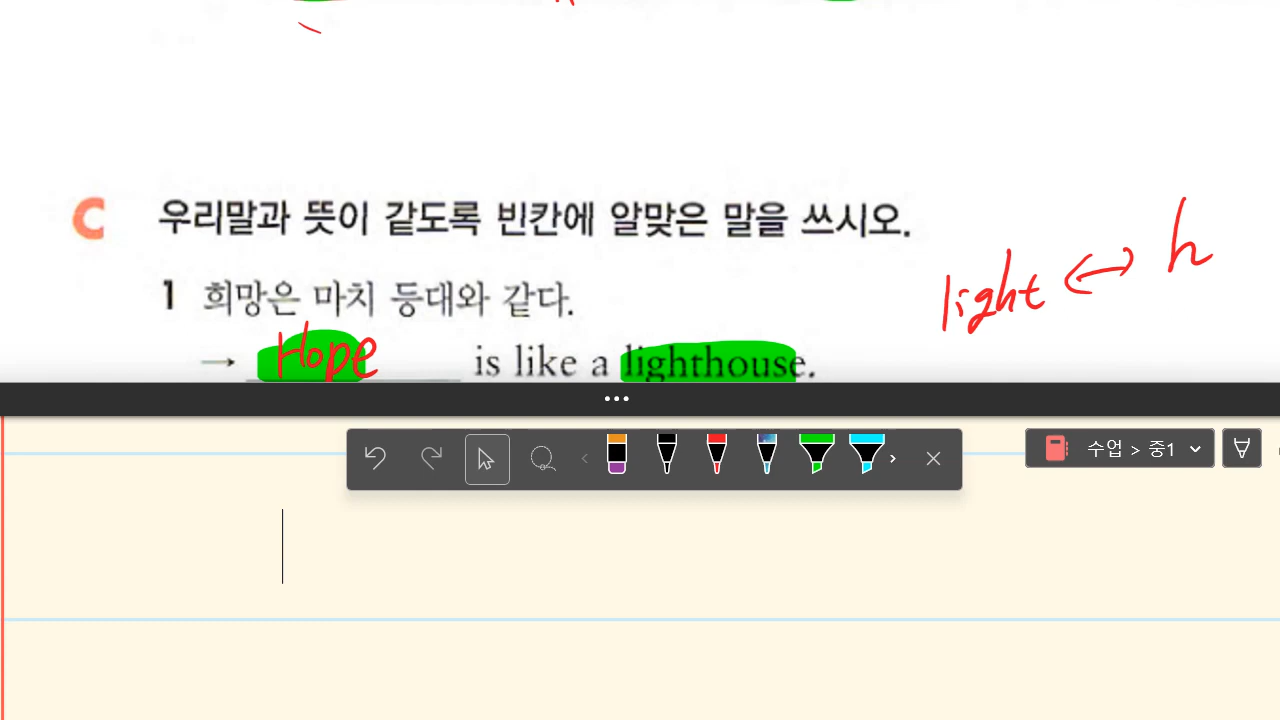 C 우리말과 뜻이 같도록 빈칸에 알맞은 말을 쓰시오.
1 희망은 마치 등대와 같다.
→ Hope is like a lighthouse.
light ↔ h
수업 > 중1